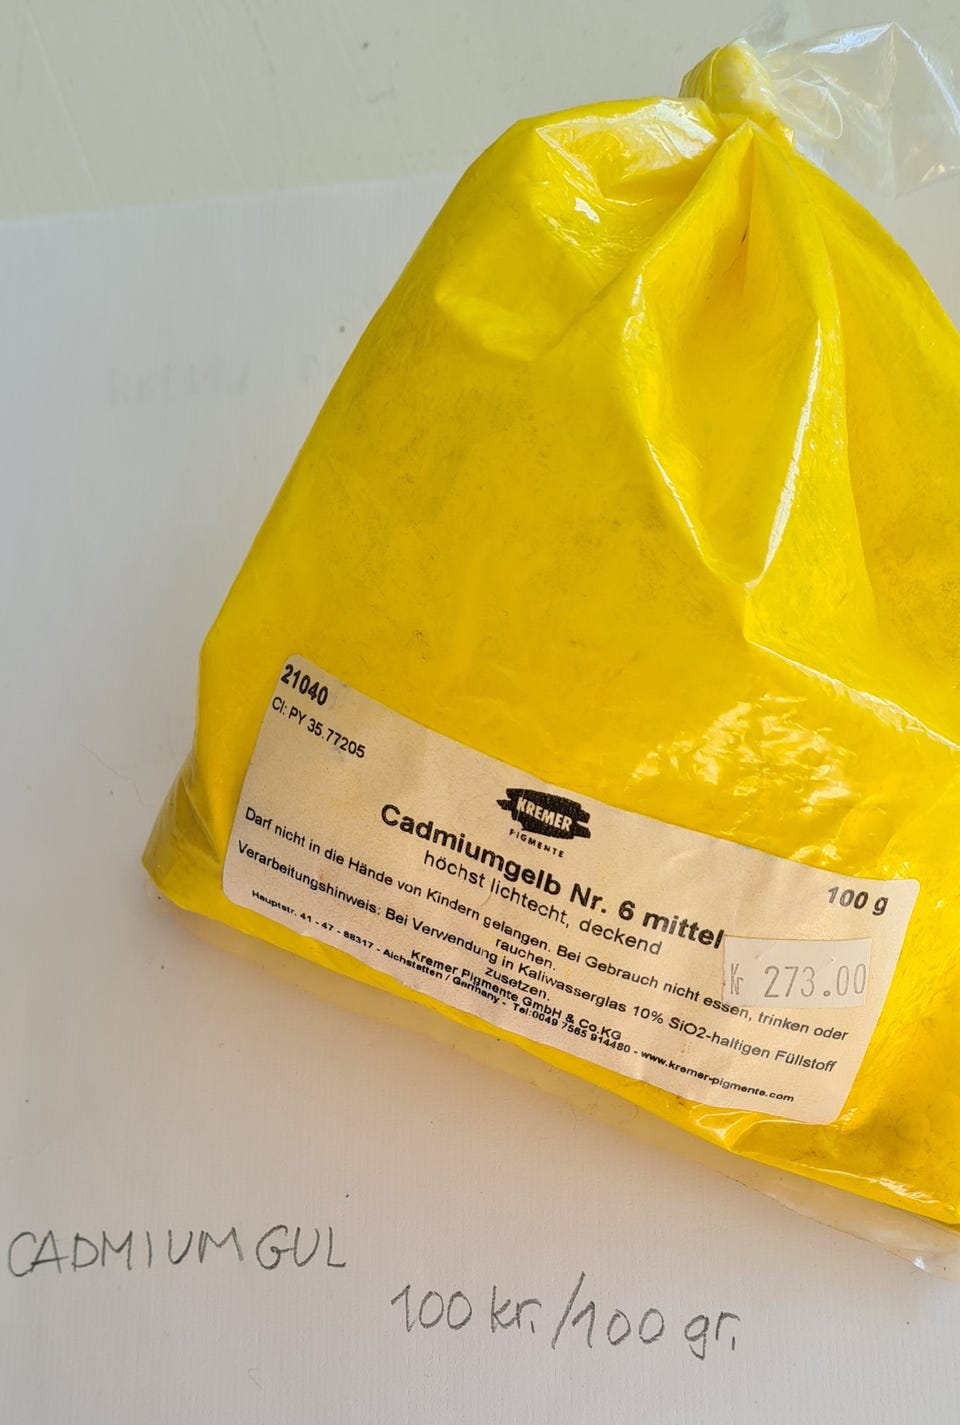 21040
CI: PY 35.77205
KREMER
PIGMENTE
Cadmiumgelb Nr. 6 mittel
100 g
höchst lichtecht, deckend
Kr 273.00
Darf nicht in die Hände von Kindern gelangen. Bei Gebrauch nicht essen, trinken oder
rauchen.
Verarbeitungshinweis: Bei Verwendung in Kaliwasserglas 10% SiO2-haltigen Füllstoff
zusetzen.
Kremer Pigmente GmbH & Co.KG
Hauptstr. 41 - 47 - 88317 - Aichstetten / Germany - Tel:0049 7565 914480 - www.kremer-pigmente.com
CADMIUMGUL
100 kr./100 gr.